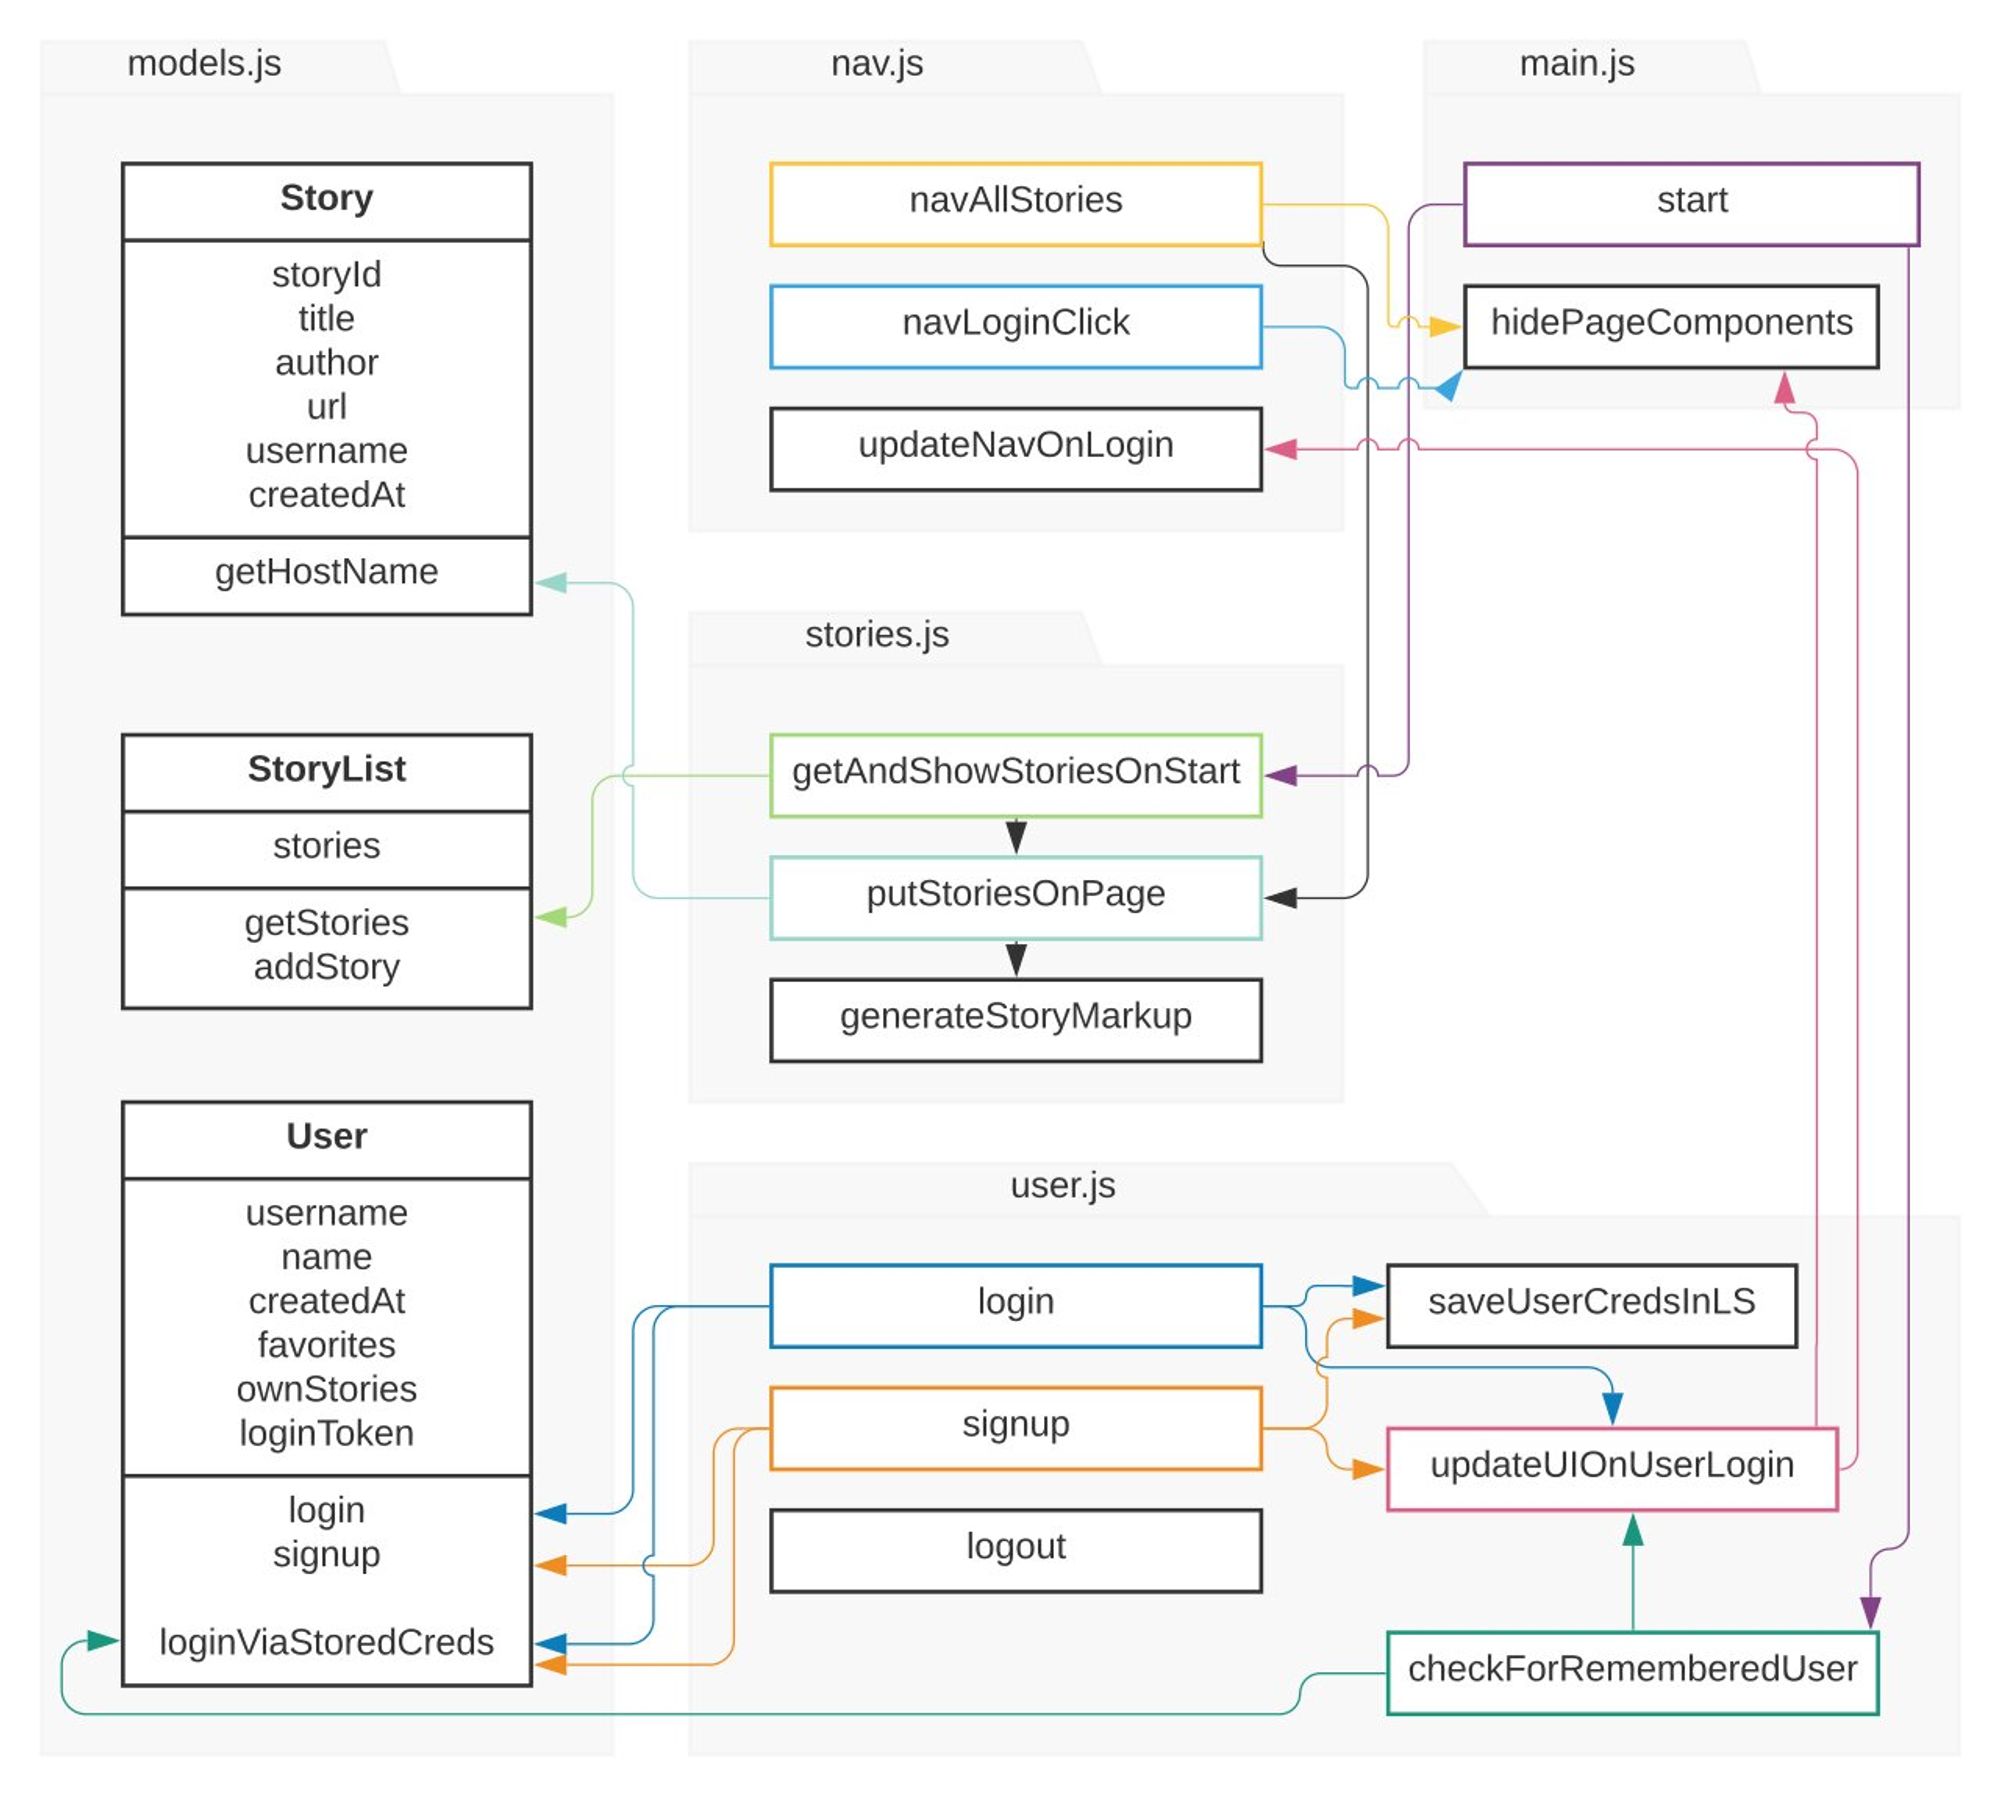 models.js
Story
storyId
title
author
url
username
createdAt
getHostName
StoryList
stories
getStories
addStory
User
username
name
createdAt
favorites
ownStories
loginToken
login
signup
loginViaStoredCreds
nav.js
navAllStories
navLoginClick
updateNavOnLogin
main.js
start
hidePageComponents
stories.js
getAndShowStoriesOnStart
putStoriesOnPage
generateStoryMarkup
user.js
login
signup
logout
saveUserCredsInLS
updateUIOnUserLogin
checkForRememberedUser